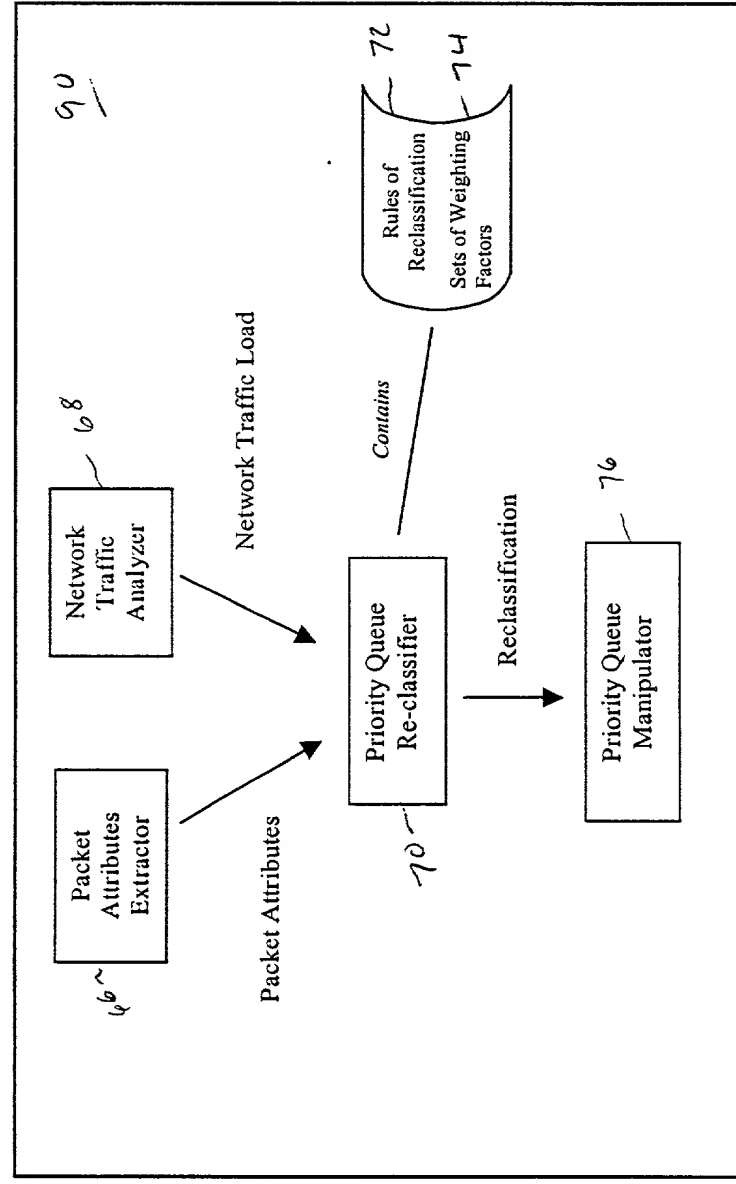 90
66
Packet
Attributes
Extractor
Network
Traffic
Analyzer
68
Packet Attributes
Network Traffic Load
70
Priority Queue
Re-classifier
Contains
Rules of
Reclassification
Sets of Weighting
Factors
72
74
Reclassification
Priority Queue
Manipulator
76